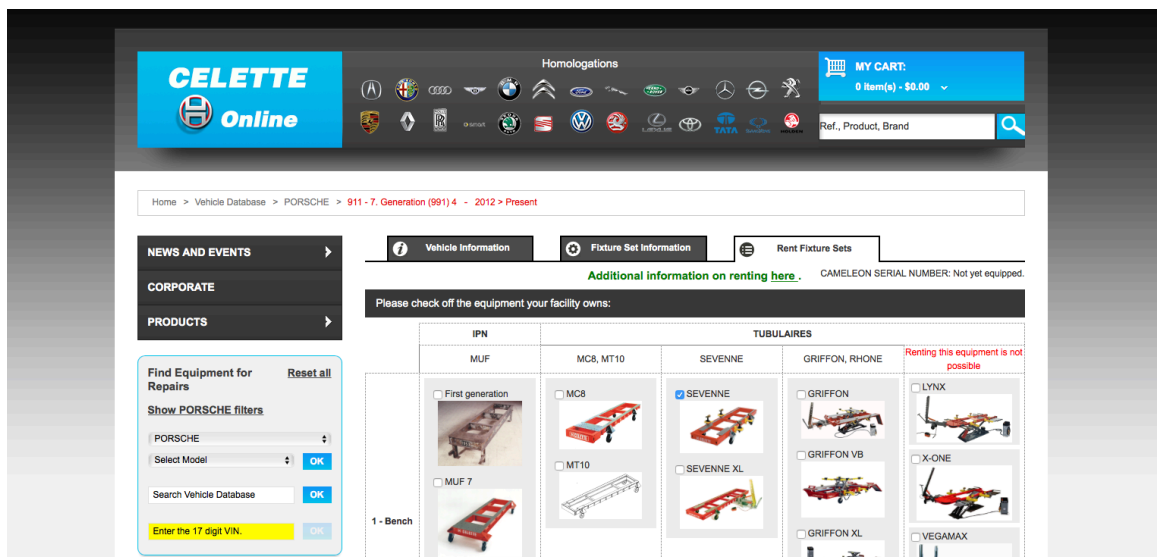 CELETTE
Online
Homologations
MY CART:
0 item(s) - $0.00
Ref., Product, Brand
Home > Vehicle Database > PORSCHE > 911 - 7. Generation (991) 4 - 2012 > Present
NEWS AND EVENTS
CORPORATE
PRODUCTS
Find Equipment for Repairs
Reset all
Show PORSCHE filters
PORSCHE
Select Model
OK
Search Vehicle Database
OK
Enter the 17 digit VIN.
OK
Vehicle Information
Fixture Set Information
Rent Fixture Sets
Additional information on renting here .
CAMELEON SERIAL NUMBER: Not yet equipped.
Please check off the equipment your facility owns:
IPN
TUBULAIRES
MUF
MC8, MT10
SEVENNE
GRIFFON, RHONE
Renting this equipment is not possible
1 - Bench
First generation
MUF 7
MC8
MT10
SEVENNE
SEVENNE XL
GRIFFON
GRIFFON VB
GRIFFON XL
LYNX
X-ONE
VEGAMAX
LEXUS
TATA
HOLDEN